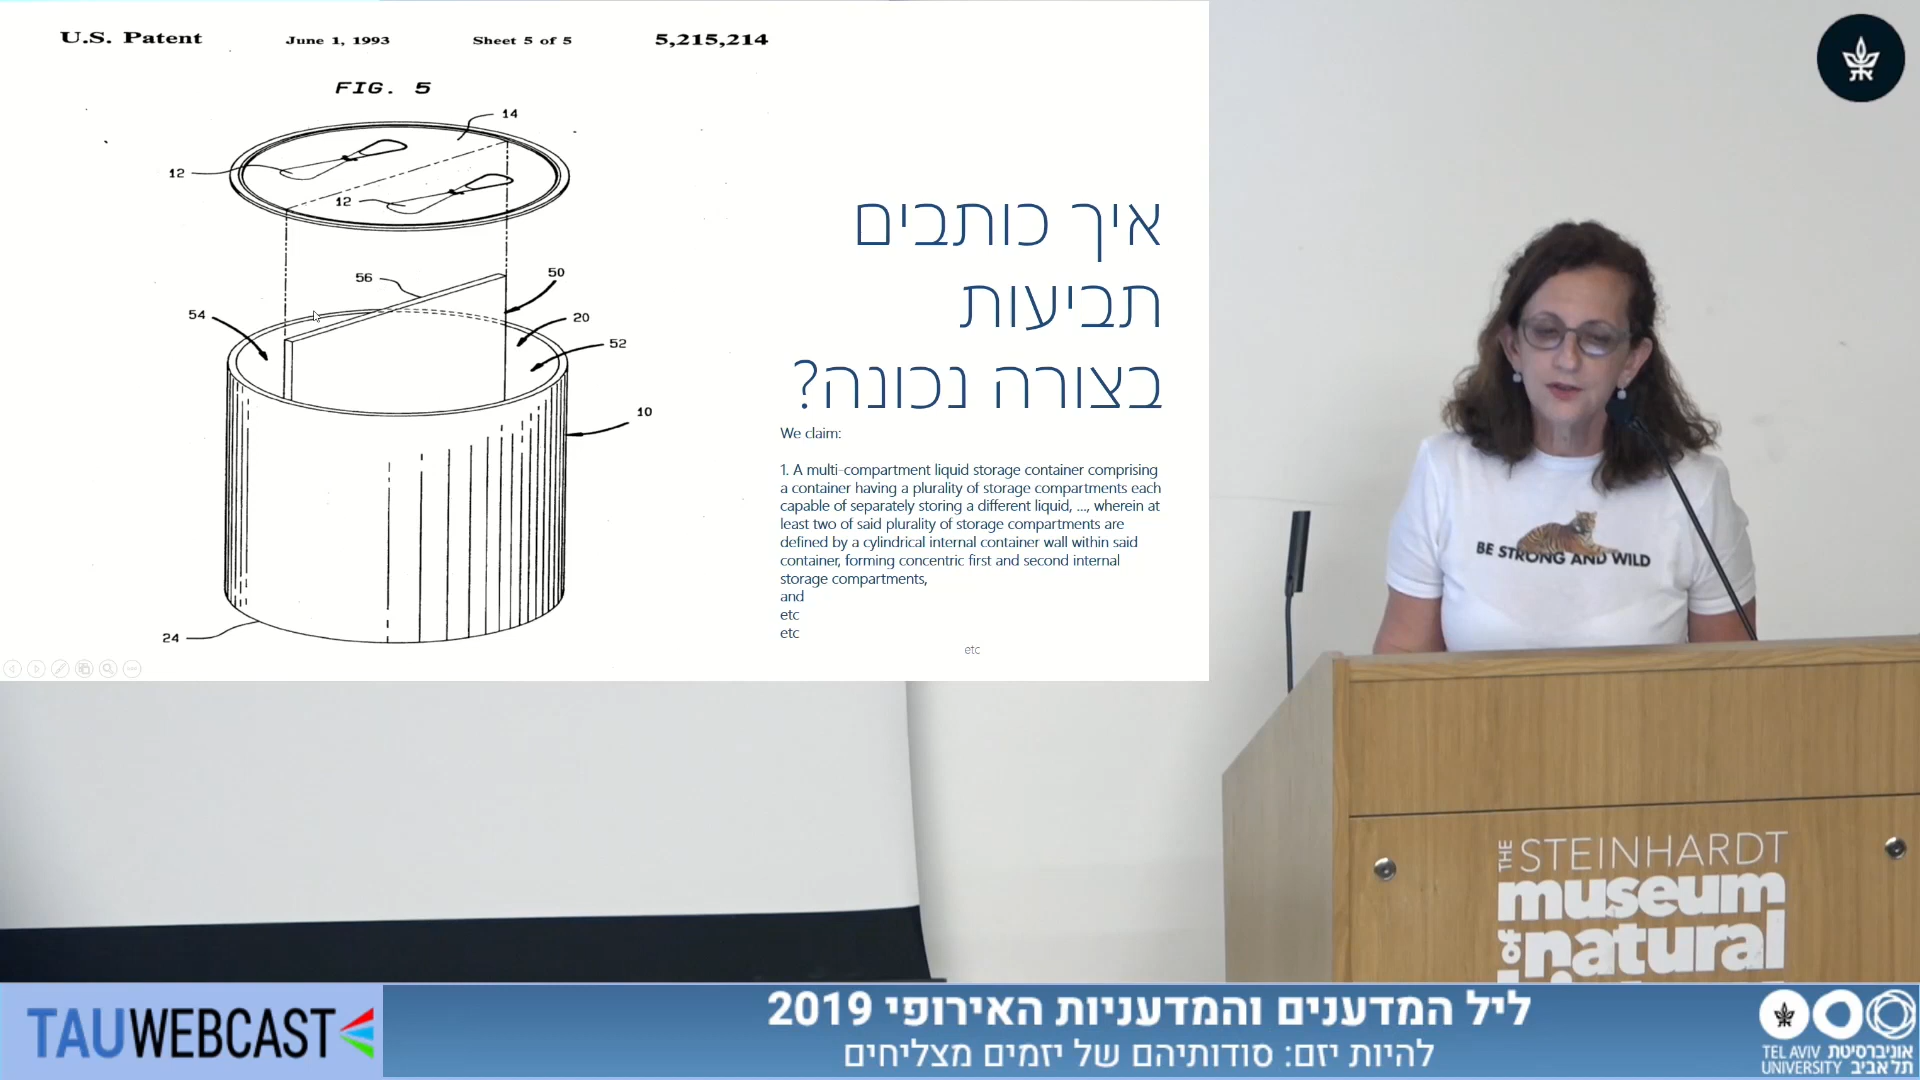 U.S. Patent June 1, 1993 Sheet 5 of 5 5,215,214
FIG. 5
14
12
12
56
50
54
20
52
10
24
איך כותבים
תביעות
בצורה נכונה?
We claim:
1. A multi-compartment liquid storage container comprising
a container having a plurality of storage compartments each
capable of separately storing a different liquid, ..., wherein at
least two of said plurality of storage compartments are
defined by a cylindrical internal container wall within said
container, forming concentric first and second internal
storage compartments,
and
etc
etc
etc
BE STRONG AND WILD
THE STEINHARDT
museum
of natural
TAUWEBCAST
ליל המדענים והמדעניות האירופי 2019
להיות יזם: סודותיהם של יזמים מצליחים
TEL AVIV אוניברסיטת
UNIVERSITY תל אביב